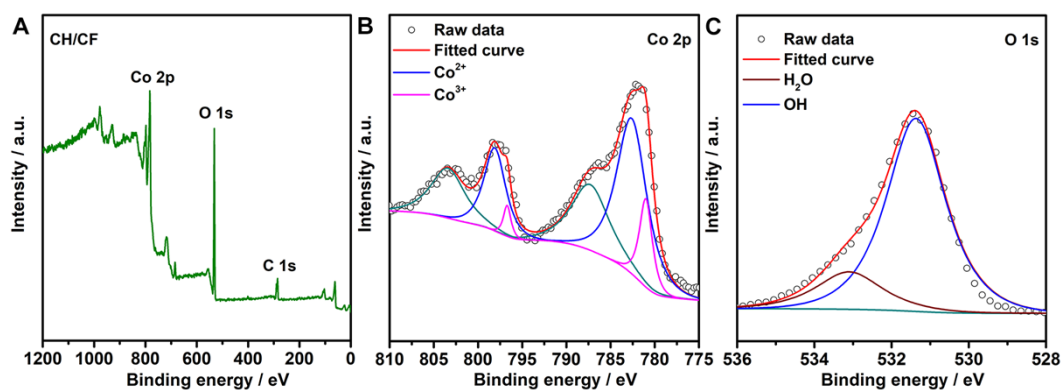 A
CH/CF
Co 2p
O 1s
C 1s
Intensity / a.u.
1200 1000 800 600 400 200 0
Binding energy / eV
B
Raw data
Fitted curve
Co²⁺
Co³⁺
Co 2p
Intensity / a.u.
810 805 800 795 790 785 780 775
Binding energy / eV
C
Raw data
Fitted curve
H₂O
OH
O 1s
Intensity / a.u.
536 534 532 530 528
Binding energy / eV